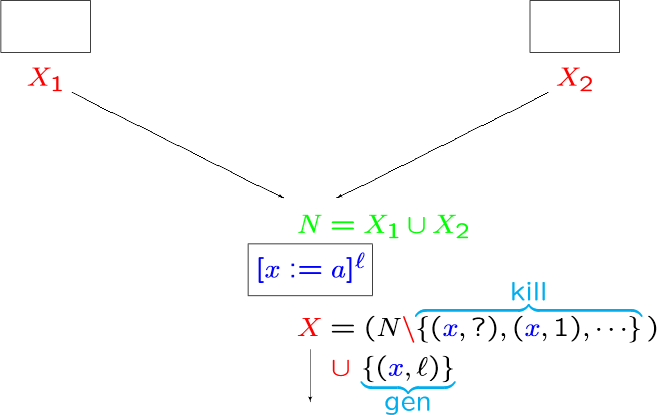 X₁ X₂
N = X₁ ∪ X₂
[x := a]ℓ
kill
X = (N\{(x, ?), (x, 1), ⋯} )
∪ {(x, ℓ)}
gen